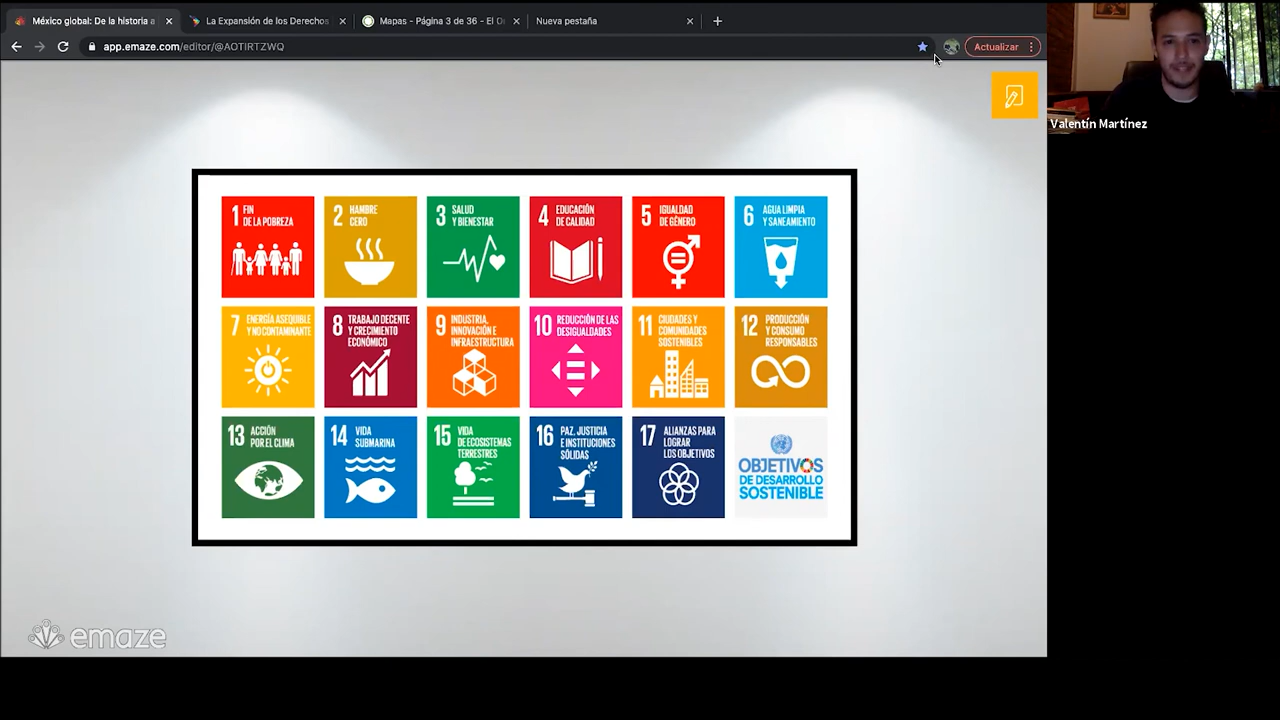 México global: De la historia a
La Expansión de los Derechos
Mapas - Página 3 de 36 - El O
Nueva pestaña
app.emaze.com/editor/@AOTIRTZWQ
Actualizar
Valentín Martínez
1 FIN
DE LA POBREZA
2 HAMBRE
CERO
3 SALUD
Y BIENESTAR
4 EDUCACIÓN
DE CALIDAD
5 IGUALDAD
DE GÉNERO
6 AGUA LIMPIA
Y SANEAMIENTO
7 ENERGÍA ASEQUIBLE
Y NO CONTAMINANTE
8 TRABAJO DECENTE
Y CRECIMIENTO
ECONÓMICO
9 INDUSTRIA,
INNOVACIÓN E
INFRAESTRUCTURA
10 REDUCCIÓN DE LAS
DESIGUALDADES
11 CIUDADES Y
COMUNIDADES
SOSTENIBLES
12 PRODUCCIÓN
Y CONSUMO
RESPONSABLES
13 ACCIÓN
POR EL CLIMA
14 VIDA
SUBMARINA
15 VIDA
DE ECOSISTEMAS
TERRESTRES
16 PAZ, JUSTICIA
E INSTITUCIONES
SÓLIDAS
17 ALIANZAS PARA
LOGRAR
LOS OBJETIVOS
OBJETIVOS
DE DESARROLLO
SOSTENIBLE
emaze